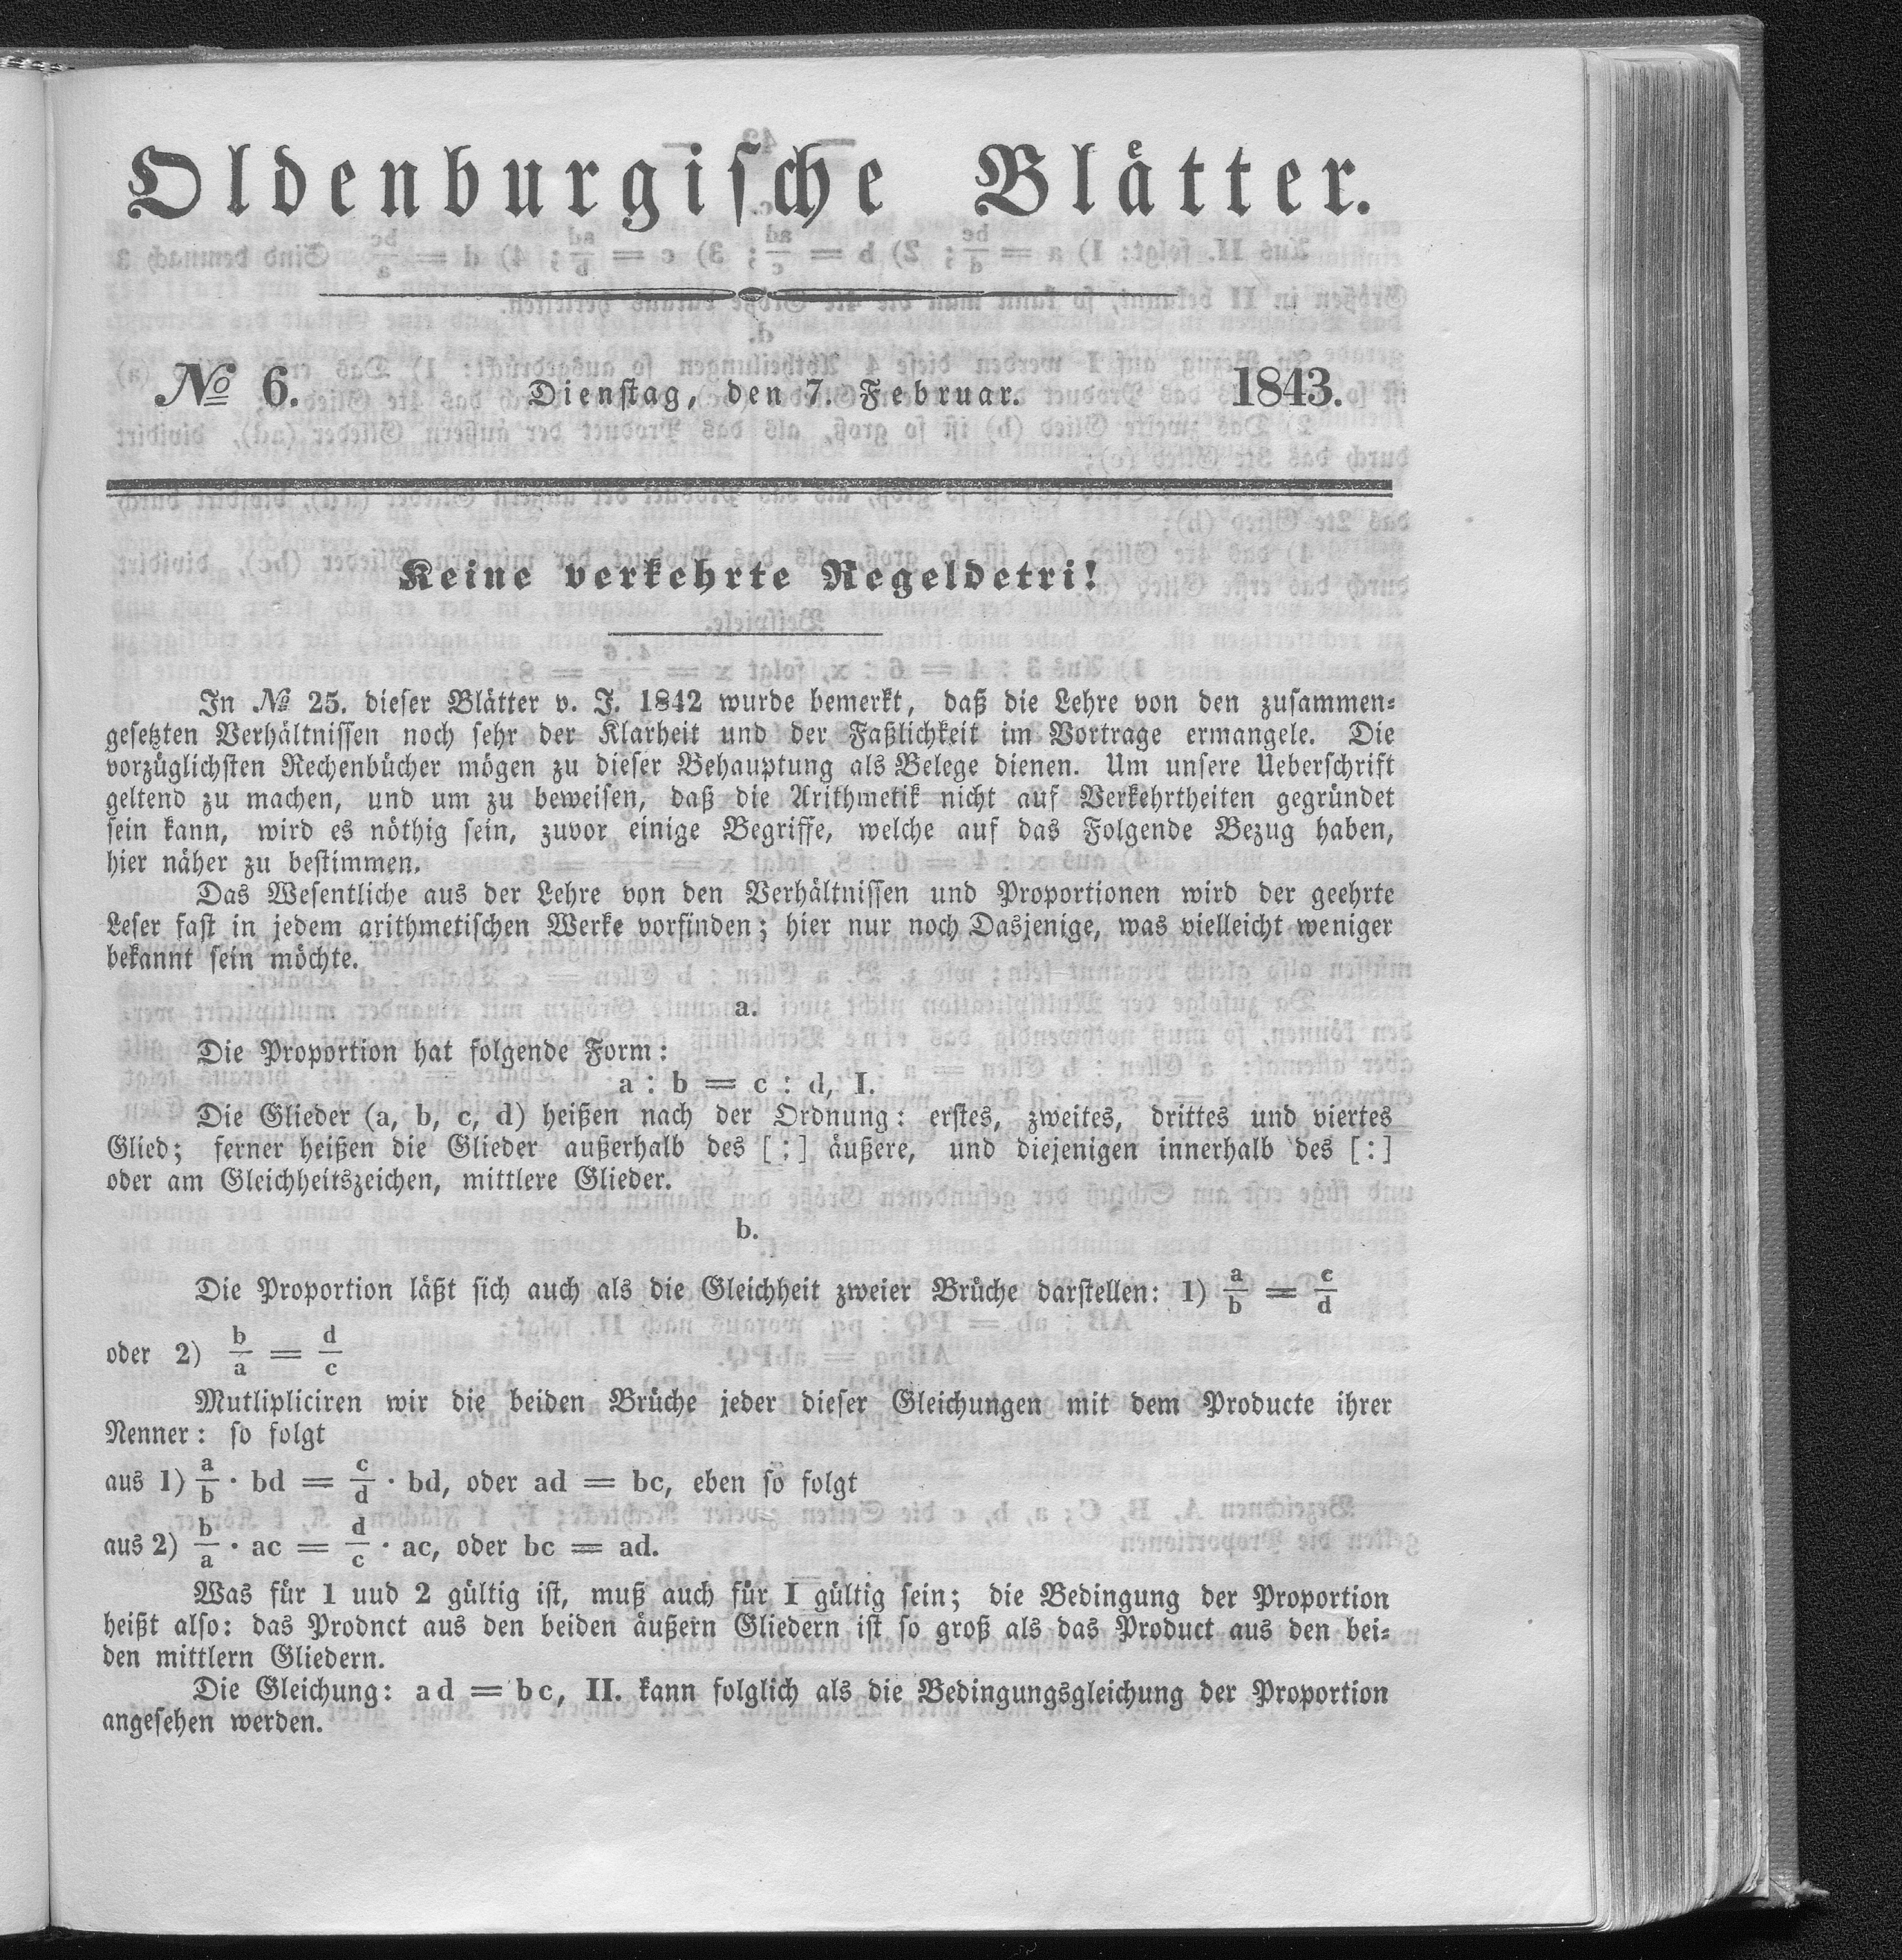 Oldenburgische Blätter.
№ 6. Dienstag, den 7. Februar. 1843.
Keine verkehrte Regeldetri!
In № 25. dieser Blätter v. J. 1842 wurde bemerkt, daß die Lehre von den zusammen-
gesetzten Verhältnissen noch sehr der Klarheit und der Faßlichkeit im Vortrage ermangele. Die
vorzüglichsten Rechenbücher mögen zu dieser Behauptung als Belege dienen. Um unsere Ueberschrift
geltend zu machen, und um zu beweisen, daß die Arithmetik nicht auf Verkehrtheiten gegründet
sein kann, wird es nöthig sein, zuvor einige Begriffe, welche auf das Folgende Bezug haben,
hier näher zu bestimmen.
Das Wesentliche aus der Lehre von den Verhältnissen und Proportionen wird der geehrte
Leser fast in jedem arithmetischen Werke vorfinden; hier nur noch Dasjenige, was vielleicht weniger
bekannt sein möchte.
a.
Die Proportion hat folgende Form:
a : b = c : d, I.
Die Glieder (a, b, c, d) heißen nach der Ordnung: erstes, zweites, drittes und viertes
Glied; ferner heißen die Glieder außerhalb des [:] äußere, und diejenigen innerhalb des [:]
oder am Gleichheitszeichen, mittlere Glieder.
b.
Die Proportion läßt sich auch als die Gleichheit zweier Brüche darstellen: 1) a/b = c/d
oder 2) b/a = d/c
Mutlipliciren wir die beiden Brüche jeder dieser Gleichungen mit dem Producte ihrer
Nenner: so folgt
aus 1) a/b · bd = c/d · bd, oder ad = bc, eben so folgt
aus 2) b/a · ac = d/c · ac, oder bc = ad.
Was für 1 uud 2 gültig ist, muß auch für I gültig sein; die Bedingung der Proportion
heißt also: das Prodnct aus den beiden äußern Gliedern ist so groß als das Product aus den bei-
den mittlern Gliedern.
Die Gleichung: ad = bc, II. kann folglich als die Bedingungsgleichung der Proportion
angesehen werden.